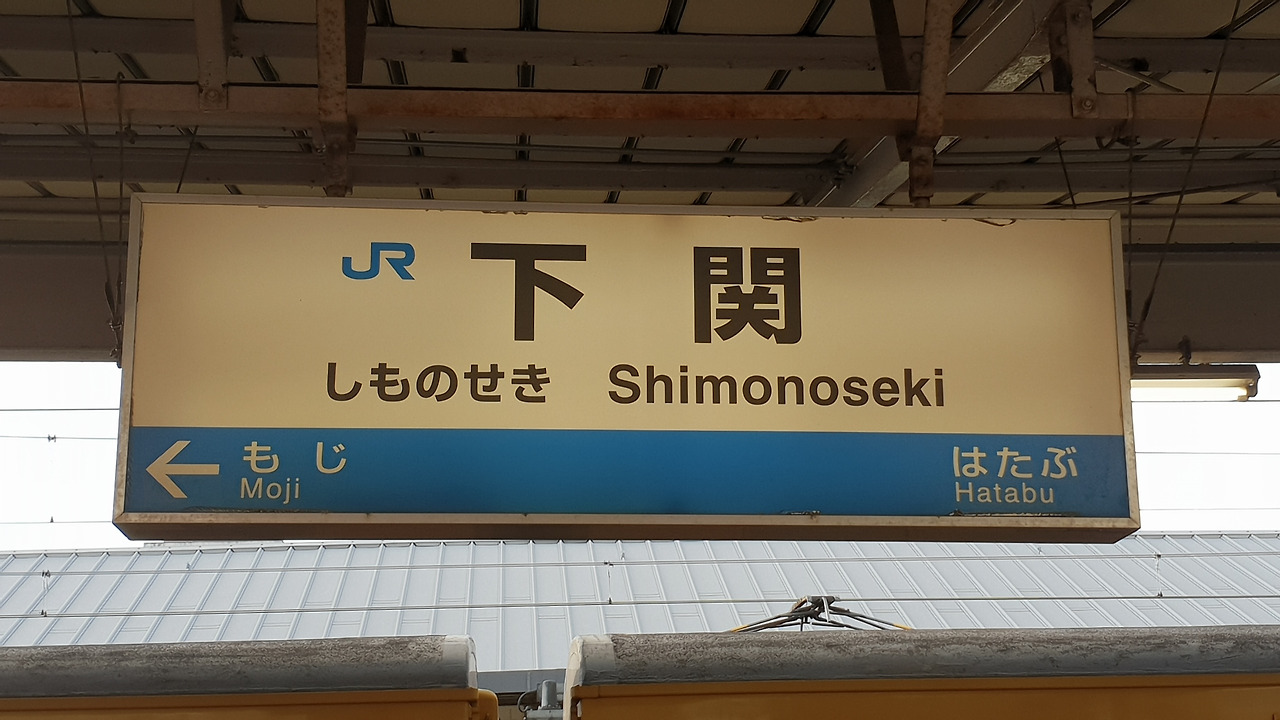 JR 下関
しものせき Shimonoseki
← もじ はたぶ
Moji Hatabu